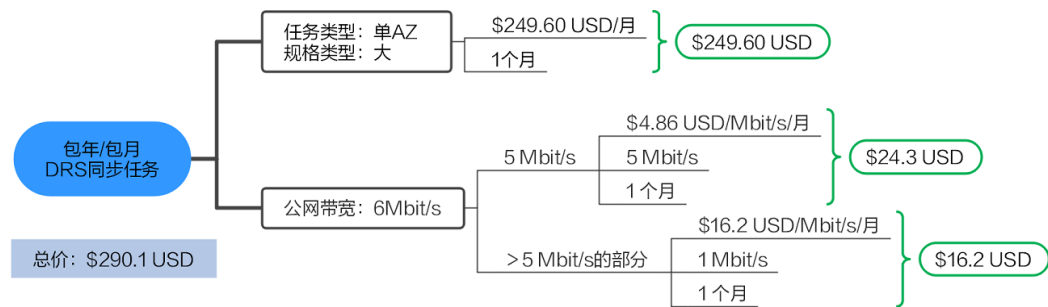 任务类型：单AZ
规格类型：大
$249.60 USD/月
1个月
$249.60 USD
包年/包月
DRS同步任务
公网带宽：6Mbit/s
5 Mbit/s
$4.86 USD/Mbit/s/月
5 Mbit/s
1 个月
$24.3 USD
>5 Mbit/s的部分
$16.2 USD/Mbit/s/月
1 Mbit/s
1 个月
$16.2 USD
总价：$290.1 USD